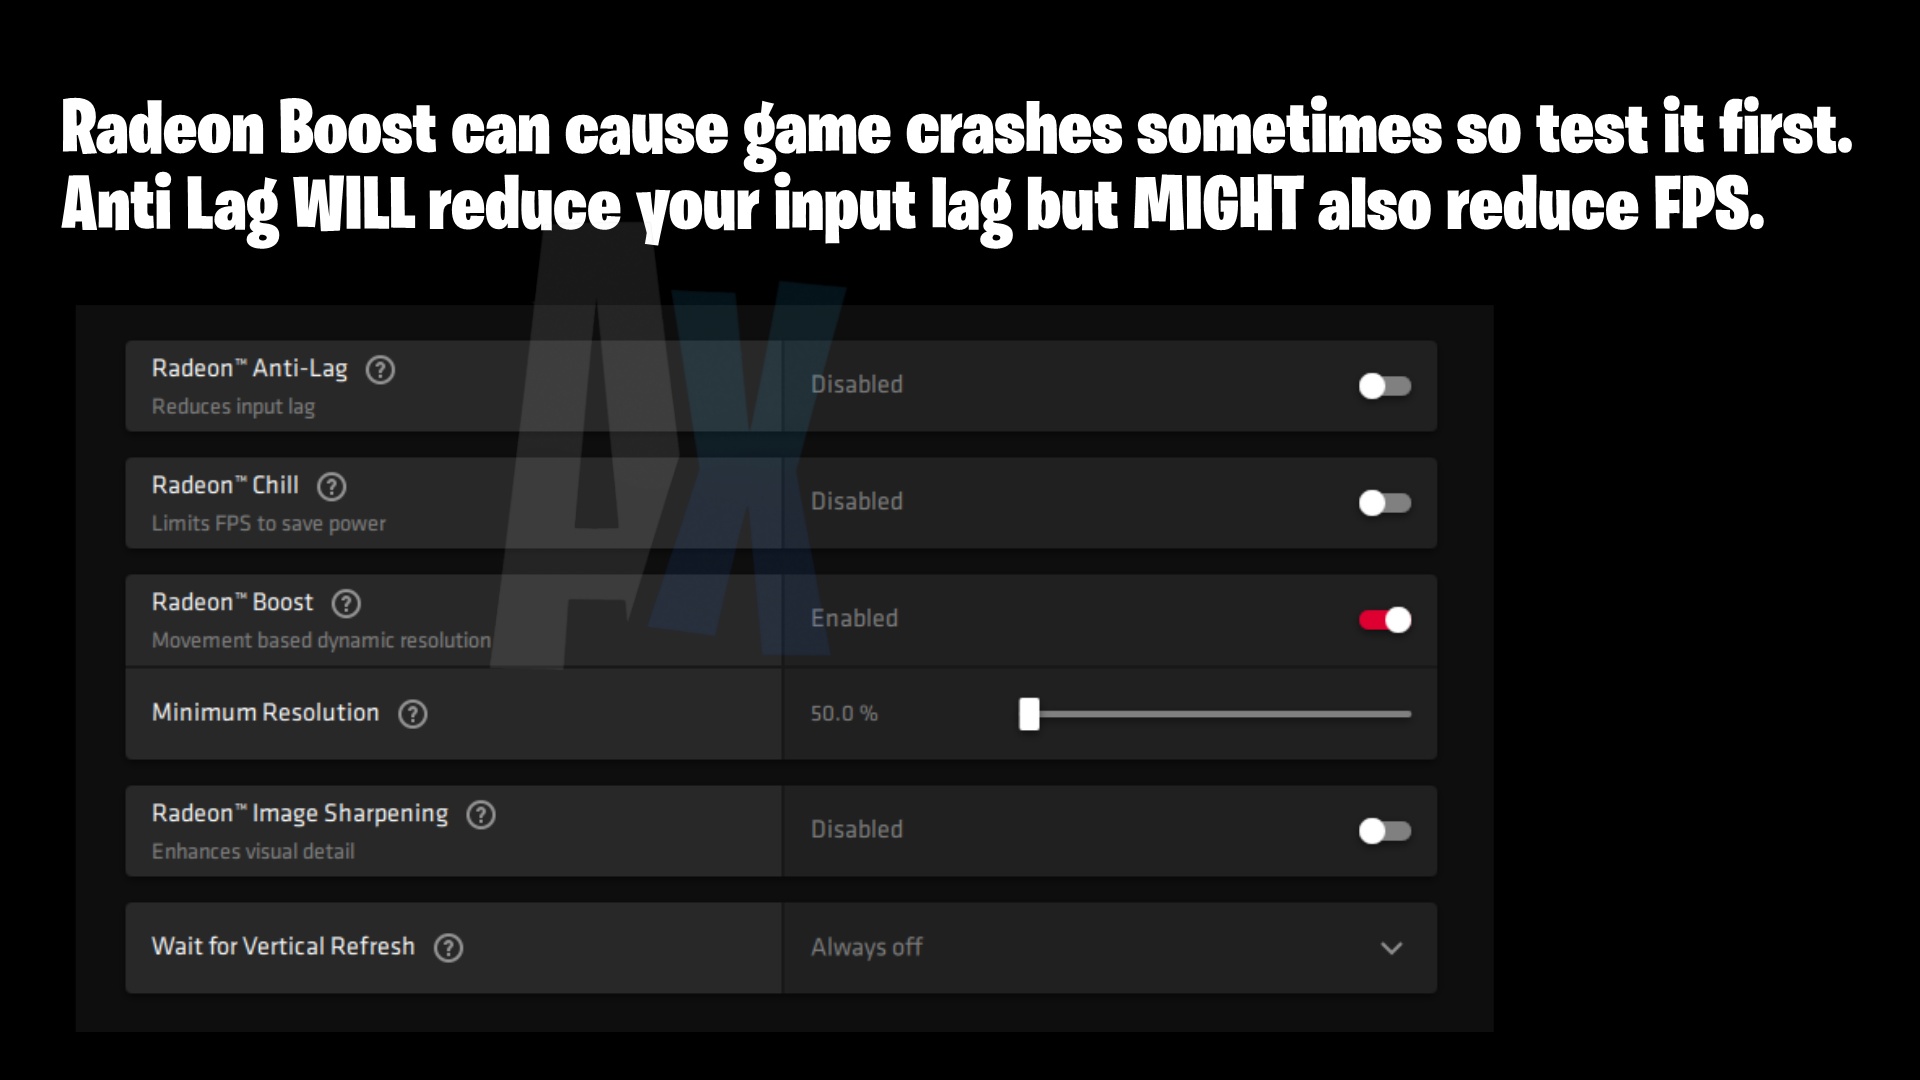 Radeon Boost can cause game crashes sometimes so test it first.
Anti Lag WILL reduce your input lag but MIGHT also reduce FPS.
AX
Radeon™ Anti-Lag ?
Reduces input lag
Disabled
Radeon™ Chill ?
Limits FPS to save power
Disabled
Radeon™ Boost ?
Movement based dynamic resolution
Enabled
Minimum Resolution ?
50.0 %
Radeon™ Image Sharpening ?
Enhances visual detail
Disabled
Wait for Vertical Refresh ?
Always off